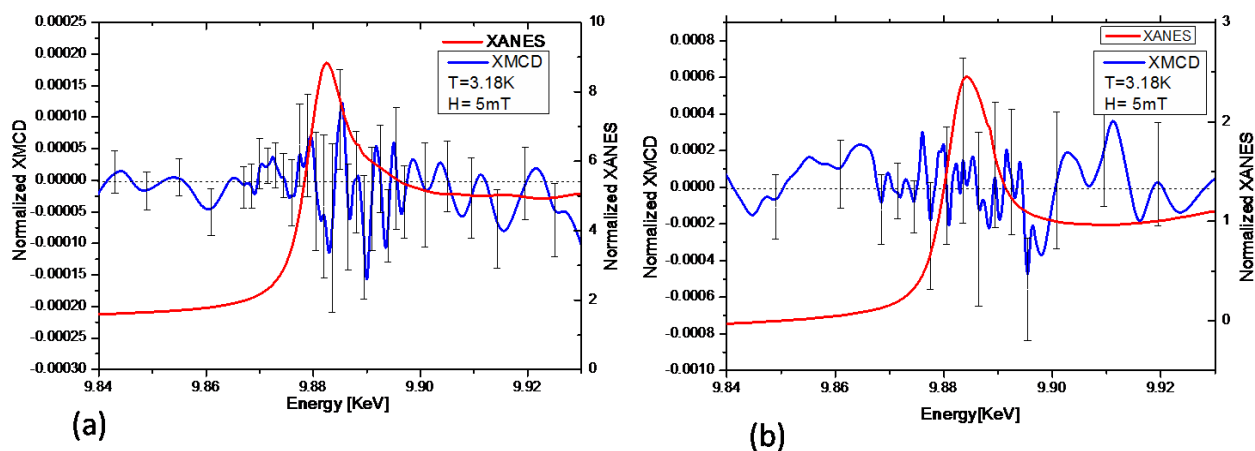 0.00025
0.00020
0.00015
0.00010
0.00005
0.00000
-0.00005
-0.00010
-0.00015
-0.00020
-0.00025
-0.00030
Normalized XMCD
XANES
XMCD
T=3.18K
H= 5mT
10
8
6
4
2
0
Normalized XANES
9.84
9.86
9.88
9.90
9.92
Energy [KeV]
(a)
0.0008
0.0006
0.0004
0.0002
0.0000
-0.0002
-0.0004
-0.0006
-0.0008
-0.0010
Normalized XMCD
XANES
XMCD
T=3.18K
H= 5mT
3
2
1
0
Normalized XANES
9.84
9.86
9.88
9.90
9.92
Energy[KeV]
(b)